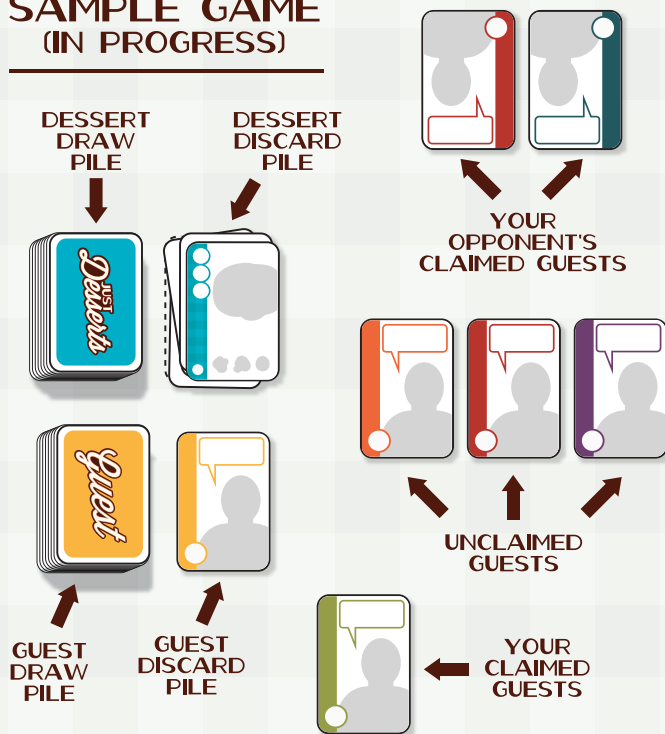 SAMPLE GAME
(IN PROGRESS)
DESSERT
DRAW
PILE
DESSERT
DISCARD
PILE
YOUR
OPPONENT'S
CLAIMED GUESTS
JUST
Desserts
Guest
UNCLAIMED
GUESTS
GUEST
DRAW
PILE
GUEST
DISCARD
PILE
YOUR
CLAIMED
GUESTS